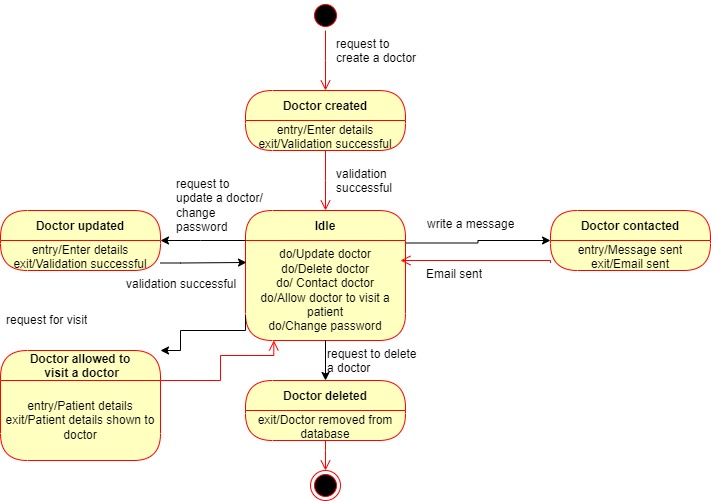 request to
create a doctor
Doctor created
entry/Enter details
exit/Validation successful
validation
successful
request to
update a doctor/
change
password
Doctor updated
entry/Enter details
exit/Validation successful
validation successful
Idle
do/Update doctor
do/Delete doctor
do/ Contact doctor
do/Allow doctor to visit a
patient
do/Change password
write a message
Doctor contacted
entry/Message sent
exit/Email sent
Email sent
request for visit
Doctor allowed to
visit a doctor
entry/Patient details
exit/Patient details shown to
doctor
request to delete
a doctor
Doctor deleted
exit/Doctor removed from
database